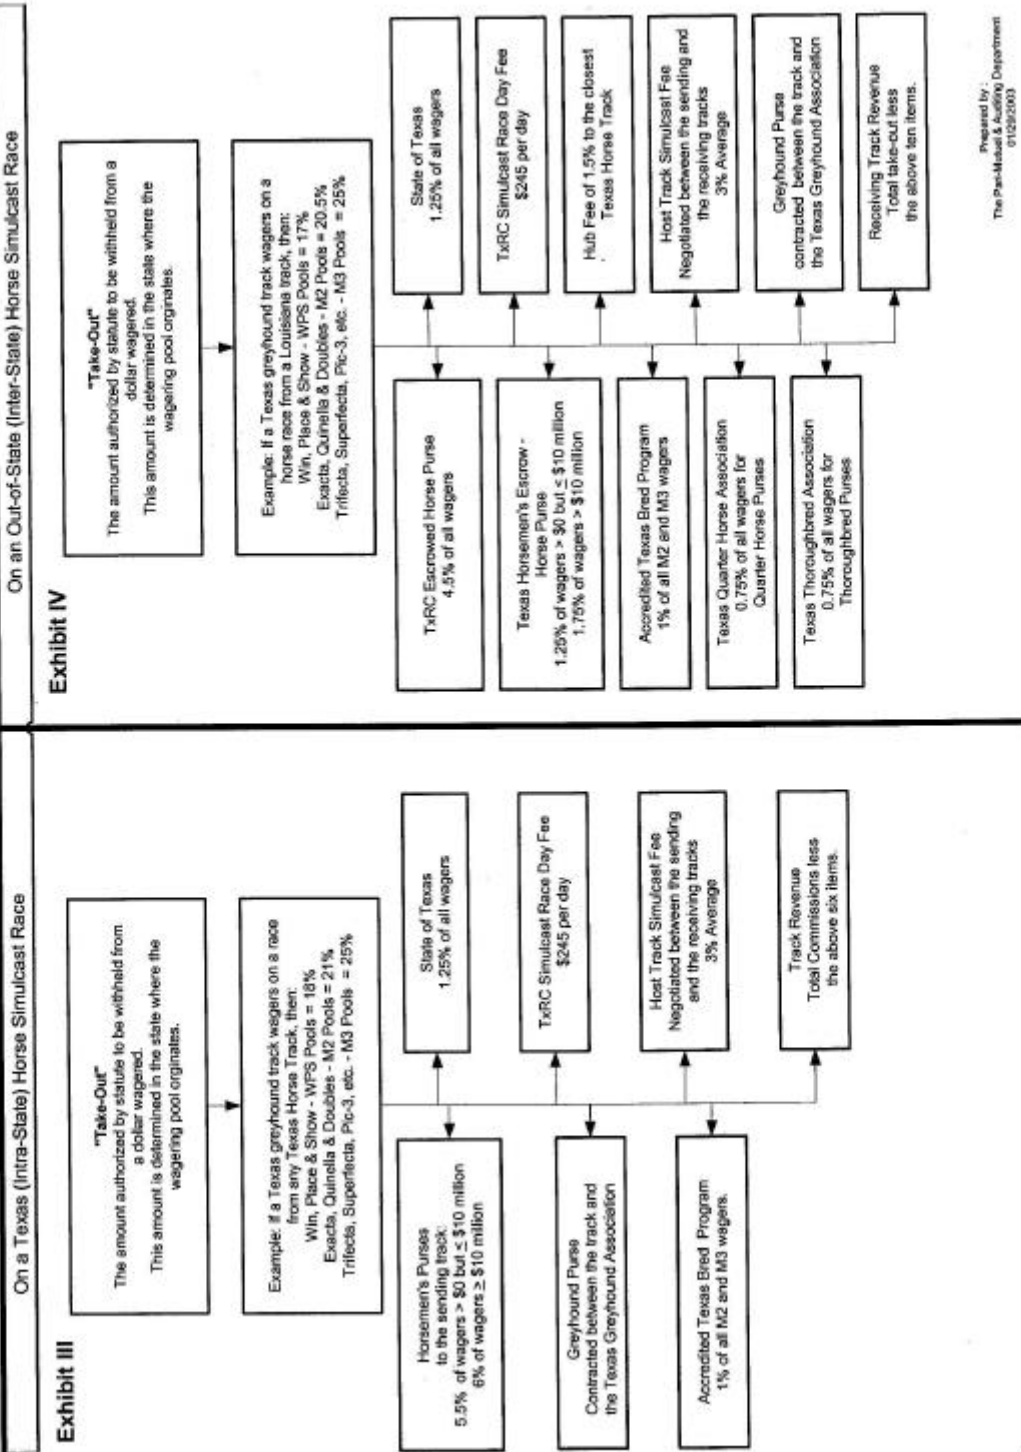 On a Texas (Intra-State) Horse Simulcast Race
Exhibit III
"Take-Out"
The amount authorized by statute to be withheld from
a dollar wagered.
This amount is determined in the state where the
wagering pool orginates.
Example: If a Texas greyhound track wagers on a race
from any Texas Horse Track, then:
Win, Place & Show - WPS Pools = 18%
Exacta, Quinella & Doubles - M2 Pools = 21%
Trifecta, Superfecta, Pic-3, etc. - M3 Pools = 25%
Horsemen's Purses
to the sending track:
5.5% of wagers > $0 but ≤ $10 million
6% of wagers ≥ $10 million
State of Texas
1.25% of all wagers
Greyhound Purse
Contracted between the track and
the Texas Greyhound Association
TxRC Simulcast Race Day Fee
$245 per day
Accredited Texas Bred Program
1% of all M2 and M3 wagers.
Host Track Simulcast Fee
Negotiated between the sending
and the receiving tracks
3% Average
Track Revenue
Total Commissions less
the above six items.
On an Out-of-State (Inter-State) Horse Simulcast Race
Exhibit IV
"Take-Out"
The amount authorized by statute to be withheld from a
dollar wagered.
This amount is determined in the state where the
wagering pool orginates.
Example: If a Texas greyhound track wagers on a
horse race from a Louisiana track, then:
Win, Place & Show - WPS Pools = 17%
Exacta, Quinella & Doubles - M2 Pools = 20.5%
Trifecta, Superfecta, Pic-3, etc. - M3 Pools = 25%
TxRC Escrowed Horse Purse
4.5% of all wagers
State of Texas
1.25% of all wagers
Texas Horsemen's Escrow -
Horse Purse
1.25% of wagers > $0 but ≤ $10 million
1.75% of wagers > $10 million
TxRC Simulcast Race Day Fee
$245 per day
Accredited Texas Bred Program
1% of all M2 and M3 wagers
Hub Fee of 1.5% to the closest
Texas Horse Track
Texas Quarter Horse Association
0.75% of all wagers for
Quarter Horse Purses
Host Track Simulcast Fee
Negotiated between the sending and
the receiving tracks
3% Average
Texas Thoroughbred Association
0.75% of all wagers for
Thoroughbred Purses
Greyhound Purse
contracted between the track and
the Texas Greyhound Association
Receiving Track Revenue
Total take-out less
the above ten items.
Prepared by :
The Pari-Mutuel & Auditing Department
01/29/2003